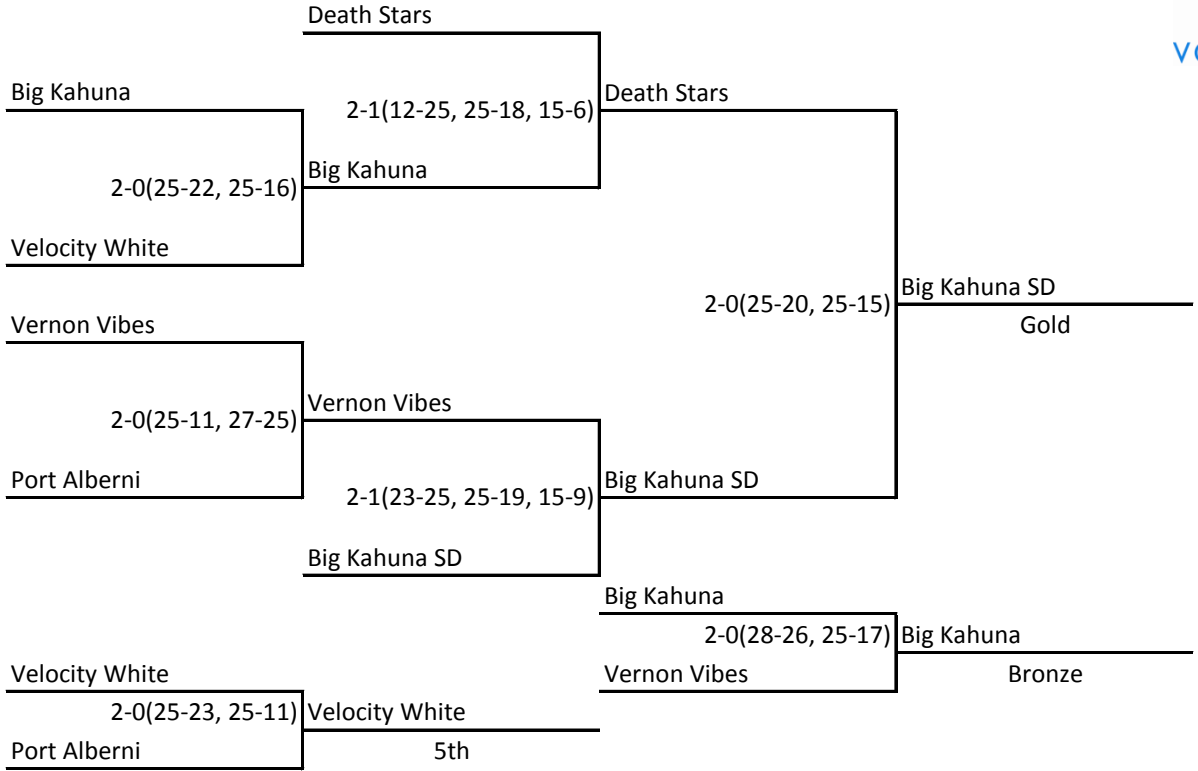 Death Stars
Big Kahuna
2-1(12-25, 25-18, 15-6)
Death Stars
2-0(25-22, 25-16)
Big Kahuna
Velocity White
2-0(25-20, 25-15)
Big Kahuna SD
Gold
Vernon Vibes
2-0(25-11, 27-25)
Vernon Vibes
Port Alberni
2-1(23-25, 25-19, 15-9)
Big Kahuna SD
Big Kahuna SD
Big Kahuna
2-0(28-26, 25-17)
Big Kahuna
Vernon Vibes
Bronze
Velocity White
2-0(25-23, 25-11)
Velocity White
Port Alberni
5th